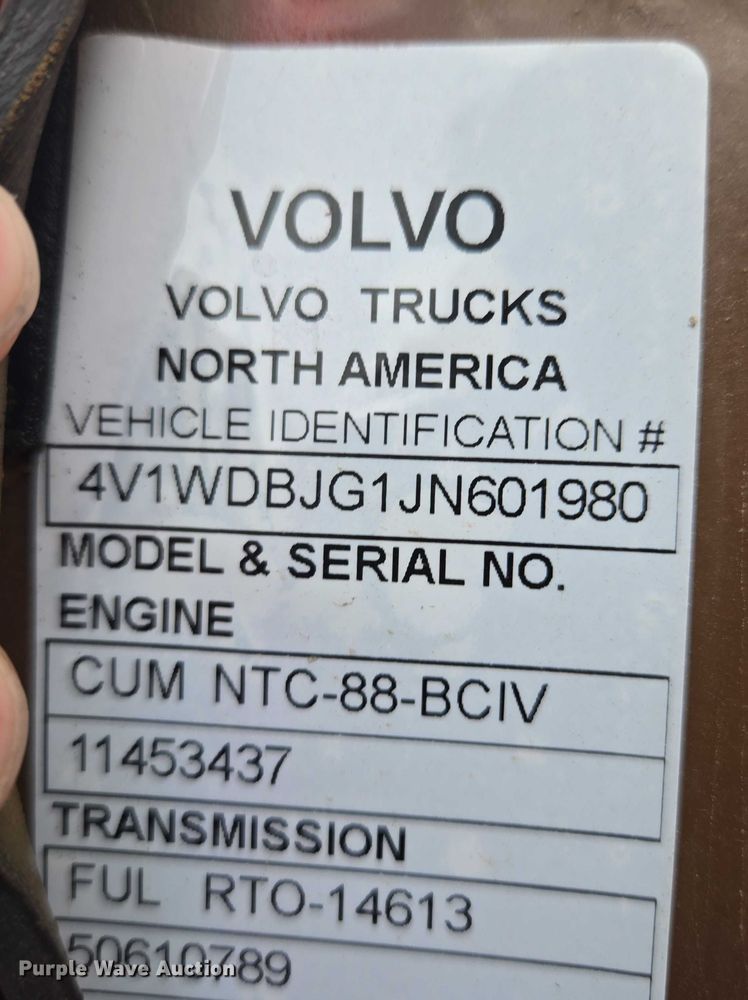 VOLVO
VOLVO TRUCKS
NORTH AMERICA
VEHICLE IDENTIFICATION #
4V1WDBJG1JN601980
MODEL & SERIAL NO.
ENGINE
CUM NTC-88-BCIV
11453437
TRANSMISSION
FUL RTO-14613
50610789
Purple Wave Auction